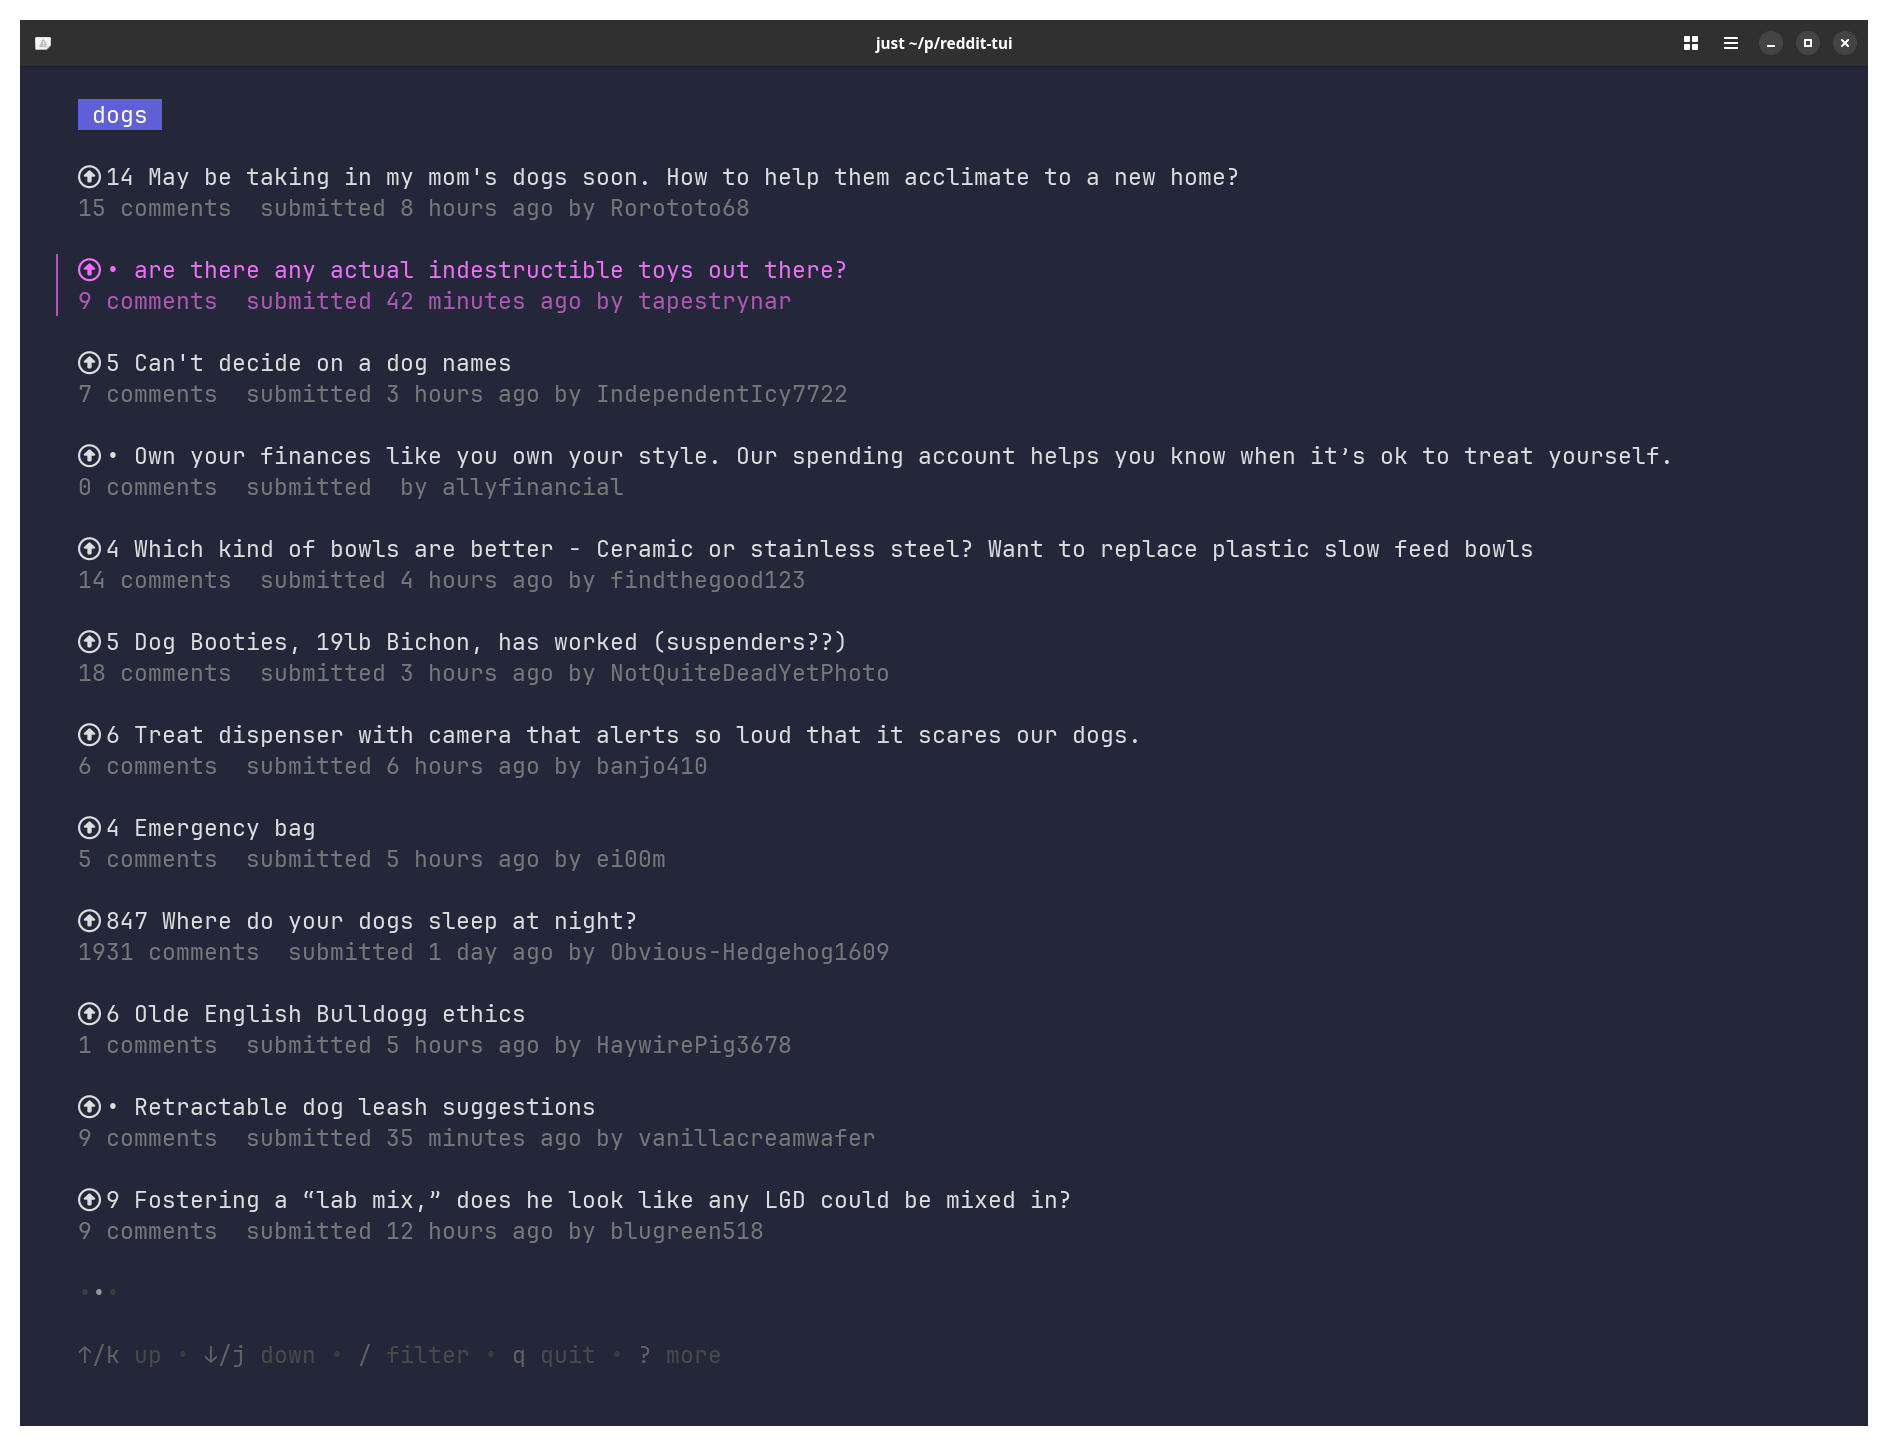 just ~/p/reddit-tui
dogs
14 May be taking in my mom's dogs soon. How to help them acclimate to a new home?
15 comments  submitted 8 hours ago by Rorototo68
• are there any actual indestructible toys out there?
9 comments  submitted 42 minutes ago by tapestrynar
5 Can't decide on a dog names
7 comments  submitted 3 hours ago by IndependentIcy7722
• Own your finances like you own your style. Our spending account helps you know when it’s ok to treat yourself.
0 comments  submitted  by allyfinancial
4 Which kind of bowls are better - Ceramic or stainless steel? Want to replace plastic slow feed bowls
14 comments  submitted 4 hours ago by findthegood123
5 Dog Booties, 19lb Bichon, has worked (suspenders??)
18 comments  submitted 3 hours ago by NotQuiteDeadYetPhoto
6 Treat dispenser with camera that alerts so loud that it scares our dogs.
6 comments  submitted 6 hours ago by banjo410
4 Emergency bag
5 comments  submitted 5 hours ago by ei00m
847 Where do your dogs sleep at night?
1931 comments  submitted 1 day ago by Obvious-Hedgehog1609
6 Olde English Bulldogg ethics
1 comments  submitted 5 hours ago by HaywirePig3678
• Retractable dog leash suggestions
9 comments  submitted 35 minutes ago by vanillacreamwafer
9 Fostering a “lab mix,” does he look like any LGD could be mixed in?
9 comments  submitted 12 hours ago by blugreen518
•••
↑/k up • ↓/j down • / filter • q quit • ? more